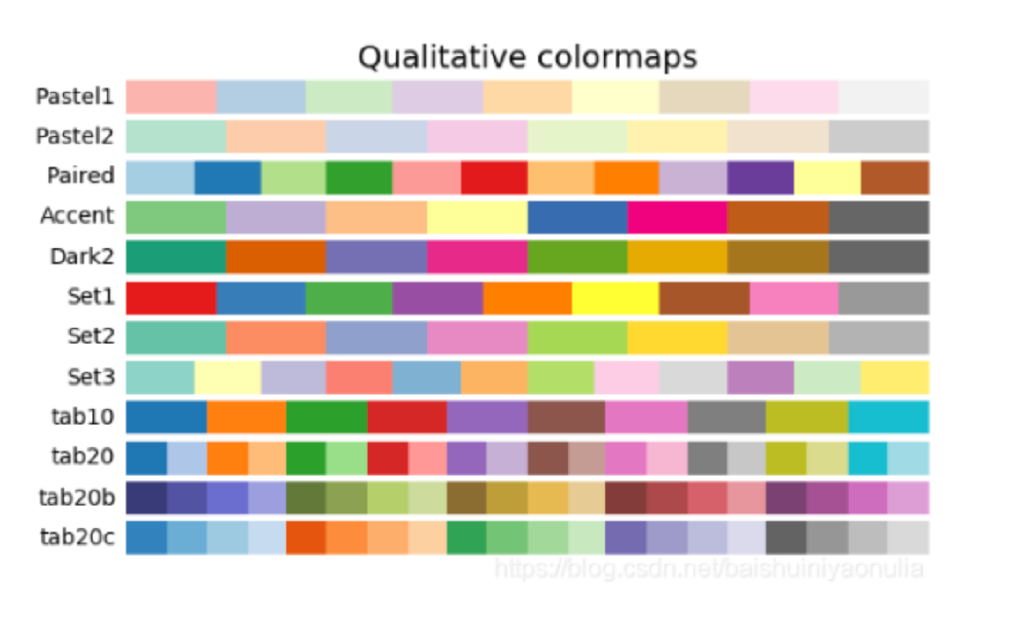 Qualitative colormaps
Pastel1
Pastel2
Paired
Accent
Dark2
Set1
Set2
Set3
tab10
tab20
tab20b
tab20c
https://blog.csdn.net/baishuiniyaonulia